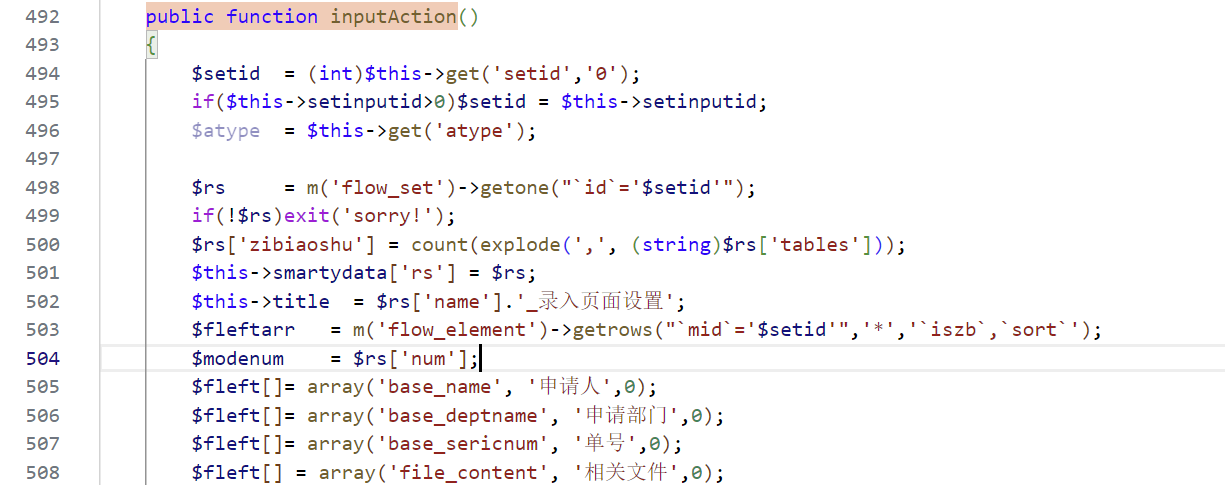 492 public function inputAction()
493 {
494 $setid = (int)$this->get('setid','0');
495 if($this->setinputid>0)$setid = $this->setinputid;
496 $atype = $this->get('atype');
497
498 $rs = m('flow_set')->getone("`id`='$setid'");
499 if(!$rs)exit('sorry!');
500 $rs['zibiaoshu'] = count(explode(',', (string)$rs['tables']));
501 $this->smartydata['rs'] = $rs;
502 $this->title = $rs['name'].'_录入页面设置';
503 $fleftarr = m('flow_element')->getrows("`mid`='$setid'",'*','`iszb`,`sort`');
504 $modenum = $rs['num'];
505 $fleft[]= array('base_name', '申请人',0);
506 $fleft[]= array('base_deptname', '申请部门',0);
507 $fleft[]= array('base_sericnum', '单号',0);
508 $fleft[] = array('file_content', '相关文件',0);